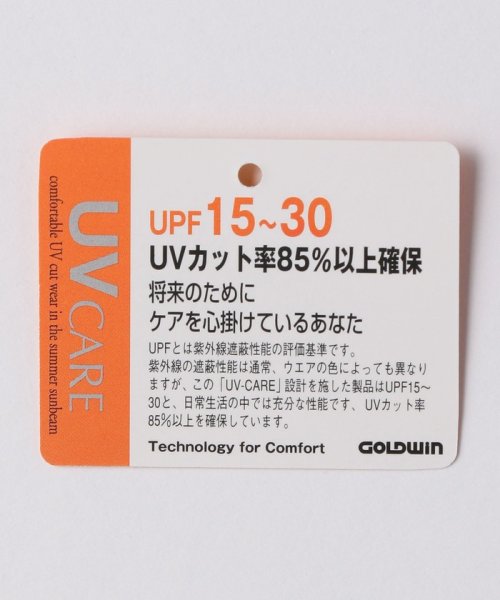 UV CARE
comfortable UV cut wear in the summer sunbeam
UPF 15~30
UVカット率85%以上確保
将来のために
ケアを心掛けているあなた
UPFとは紫外線遮蔽性能の評価基準です。
紫外線の遮蔽性能は通常、ウエアの色によっても異なり
ますが、この「UV-CARE」設計を施した製品はUPF15~
30と、日常生活の中では充分な性能です、UVカット率
85%以上を確保しています。
Technology for Comfort
GOLDWIN